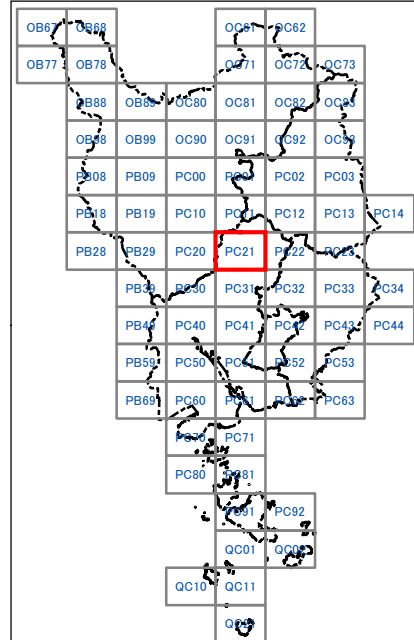 OB67 OB68 OC61 OC62
OB77 OB78 OC71 OC72 OC73
OB88 OB89 OC80 OC81 OC82 OC83
OB98 OB99 OC90 OC91 OC92 OC93
PB08 PB09 PC00 PC01 PC02 PC03
PB18 PB19 PC10 PC11 PC12 PC13 PC14
PB28 PB29 PC20 PC21 PC22 PC23
PB39 PC30 PC31 PC32 PC33 PC34
PB49 PC40 PC41 PC42 PC43 PC44
PB59 PC50 PC51 PC52 PC53
PB69 PC60 PC61 PC62 PC63
PC70 PC71
PC80 PC81
PC91 PC92
QC01 QC02
QC10 QC11
QC21